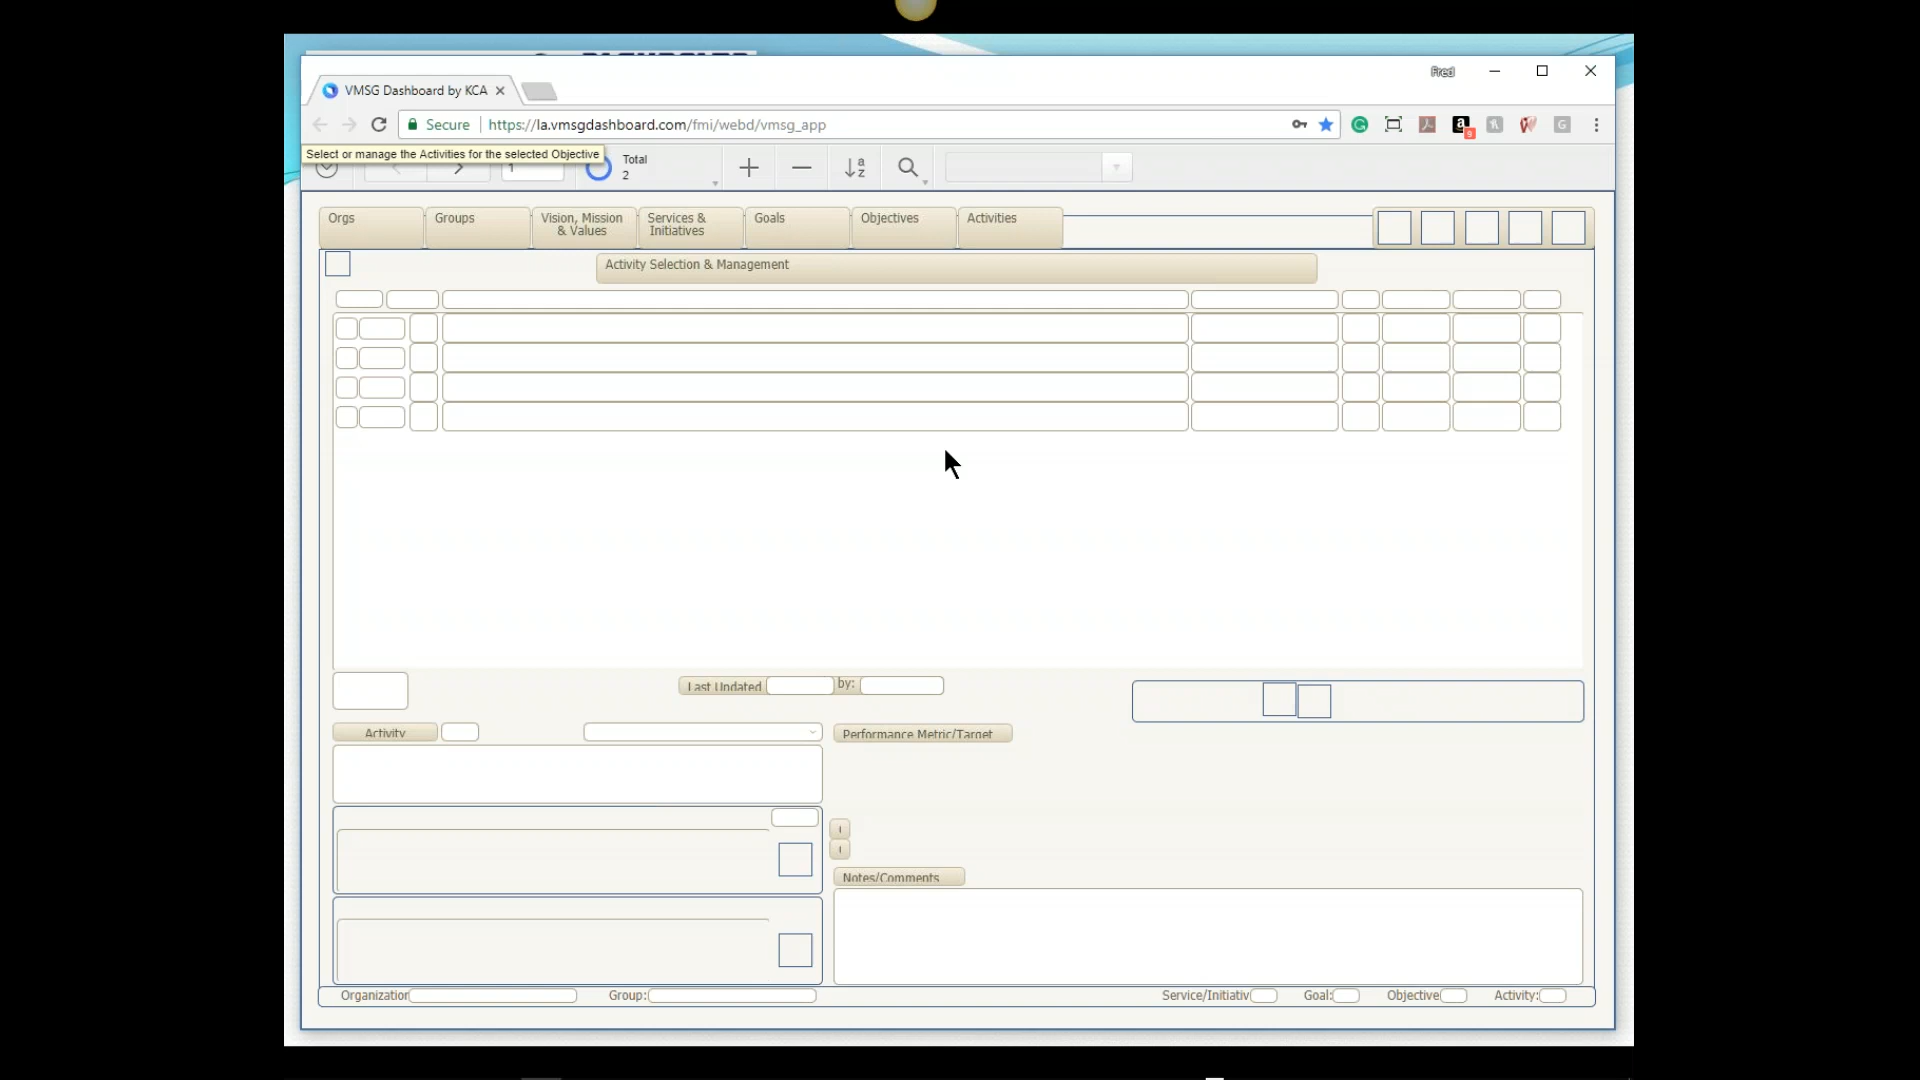 Fred
VMSG Dashboard by KCA
Secure
https://la.vmsgdashboard.com/fmi/webd/vmsg_app
Select or manage the Activities for the selected Objective
1
Total
2
Orgs
Groups
Vision, Mission
& Values
Services &
Initiatives
Goals
Objectives
Activities
Activity Selection & Management
Last Updated
by:
Activity
Performance Metric/Target
Notes/Comments
Organization
Group:
Service/Initiativ
Goal:
Objective
Activity: